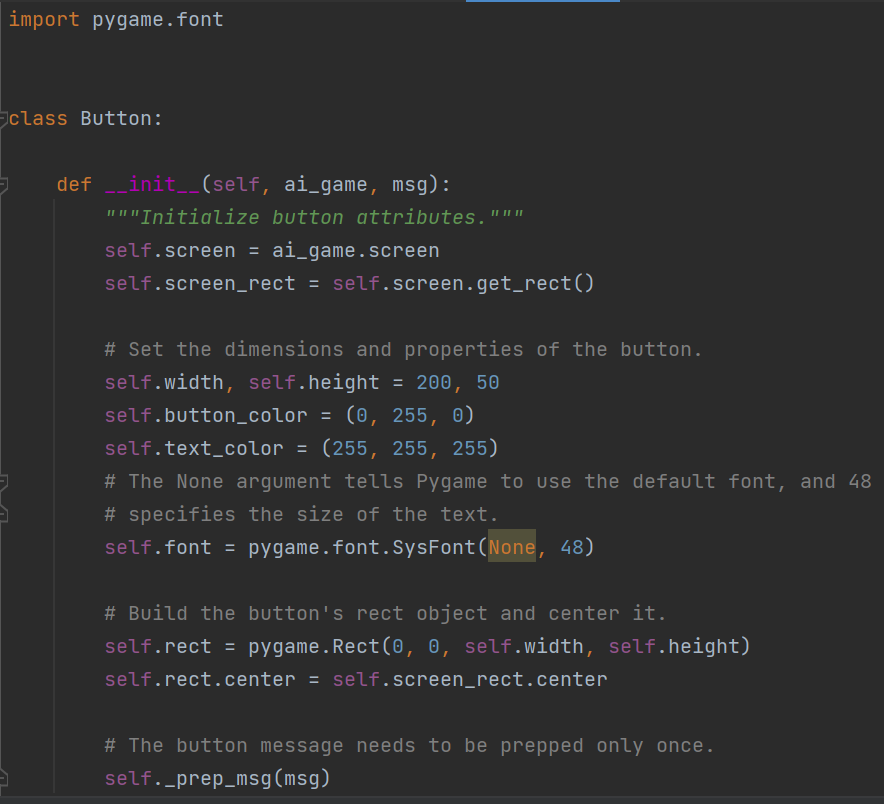 import pygame.font
class Button:
def __init__(self, ai_game, msg):
"""Initialize button attributes."""
self.screen = ai_game.screen
self.screen_rect = self.screen.get_rect()
# Set the dimensions and properties of the button.
self.width, self.height = 200, 50
self.button_color = (0, 255, 0)
self.text_color = (255, 255, 255)
# The None argument tells Pygame to use the default font, and 48
# specifies the size of the text.
self.font = pygame.font.SysFont(None, 48)
# Build the button's rect object and center it.
self.rect = pygame.Rect(0, 0, self.width, self.height)
self.rect.center = self.screen_rect.center
# The button message needs to be prepped only once.
self._prep_msg(msg)